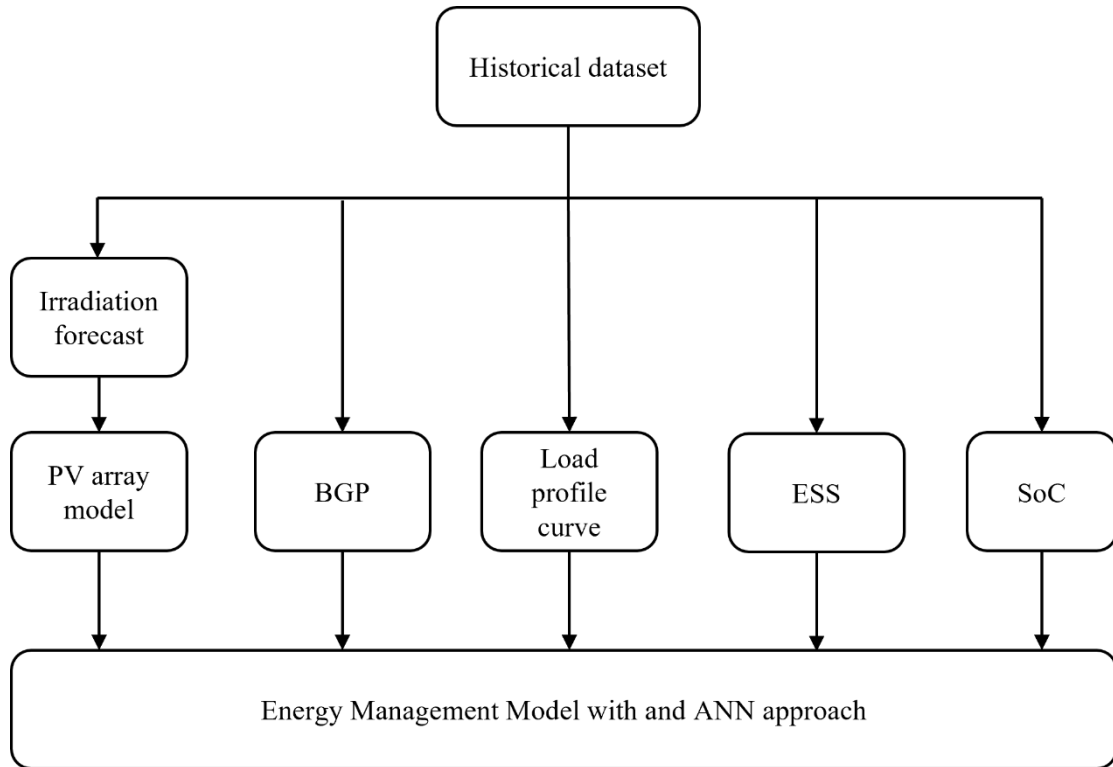 Historical dataset
Irradiation
forecast
PV array
model
BGP
Load
profile
curve
ESS
SoC
Energy Management Model with and ANN approach